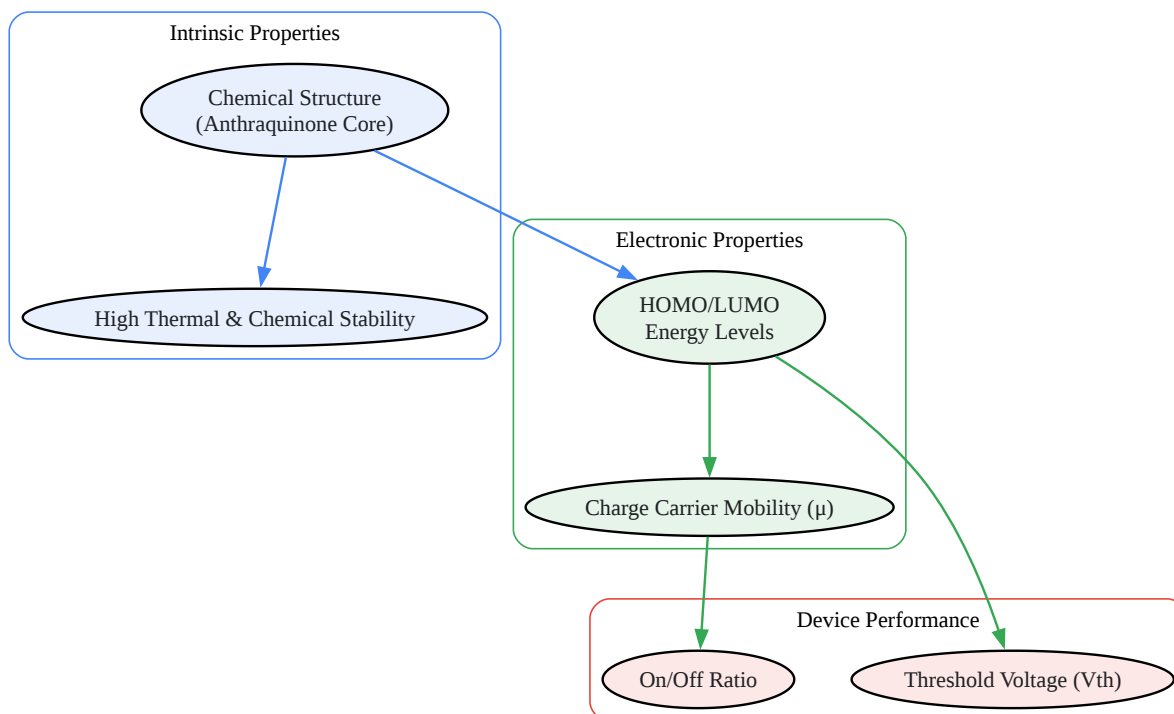 Intrinsic Properties
Chemical Structure
(Anthraquinone Core)
High Thermal & Chemical Stability
Electronic Properties
HOMO/LUMO
Energy Levels
Charge Carrier Mobility (μ)
Device Performance
On/Off Ratio
Threshold Voltage (Vth)